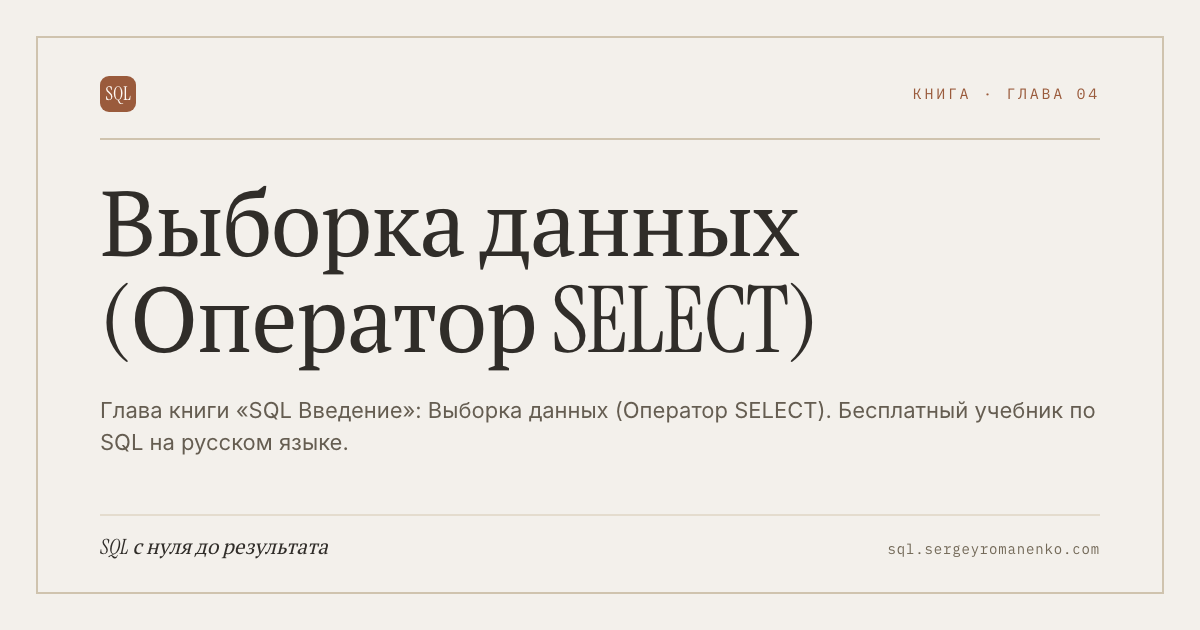 SQL
КНИГА · ГЛАВА 04
Выборка данных
(Оператор SELECT)
Глава книги «SQL Введение»: Выборка данных (Оператор SELECT). Бесплатный учебник по
SQL на русском языке.
SQL с нуля до результата
sql.sergeyromanenko.com